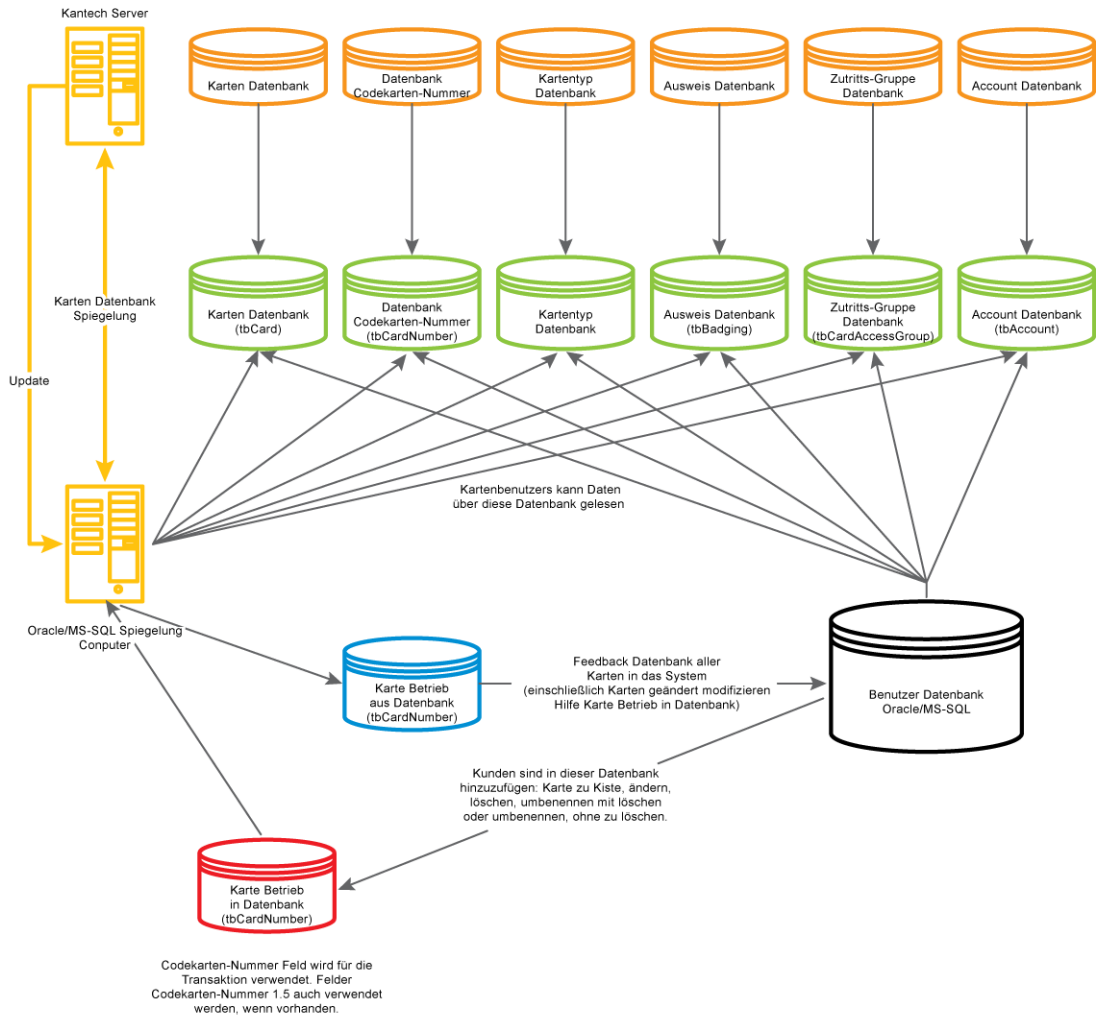 Kantech Server
Karten Datenbank
Datenbank
Codekarten-Nummer
Kartentyp
Datenbank
Ausweis Datenbank
Zutritts-Gruppe
Datenbank
Account Datenbank
Karten Datenbank
Spiegelung
Update
Karten Datenbank
(tbCard)
Datenbank
Codekarten-Nummer
(tbCardNumber)
Kartentyp
Datenbank
Ausweis Datenbank
(tbBadging)
Zutritts-Gruppe
Datenbank
(tbCardAccessGroup)
Account Datenbank
(tbAccount)
Kartenbenutzers kann Daten
über diese Datenbank gelesen
Oracle/MS-SQL Spiegelung
Conputer
Karte Betrieb
aus Datenbank
(tbCardNumber)
Feedback Datenbank aller
Karten in das System
(einschließlich Karten geändert modifizieren
Hilfe Karte Betrieb in Datenbank)
Benutzer Datenbank
Oracle/MS-SQL
Kunden sind in dieser Datenbank
hinzuzufügen: Karte zu Kiste, ändern,
löschen, umbenennen mit löschen
oder umbenennen, ohne zu löschen.
Karte Betrieb
in Datenbank
(tbCardNumber)
Codekarten-Nummer Feld wird für die
Transaktion verwendet. Felder
Codekarten-Nummer 1.5 auch verwendet
werden, wenn vorhanden.